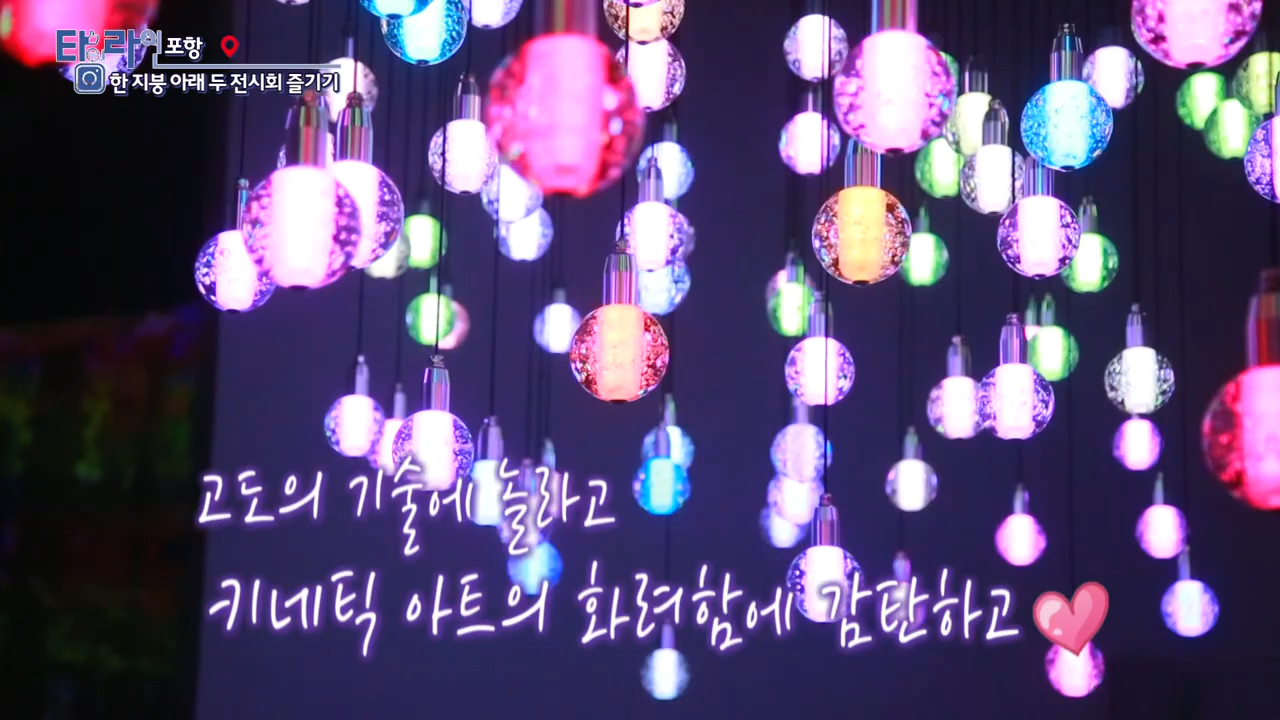 타라의 포항
한 지붕 아래 두 전시회 즐기기
고도의 기술에 놀라고
키네틱 아트의 화려함에 감탄하고